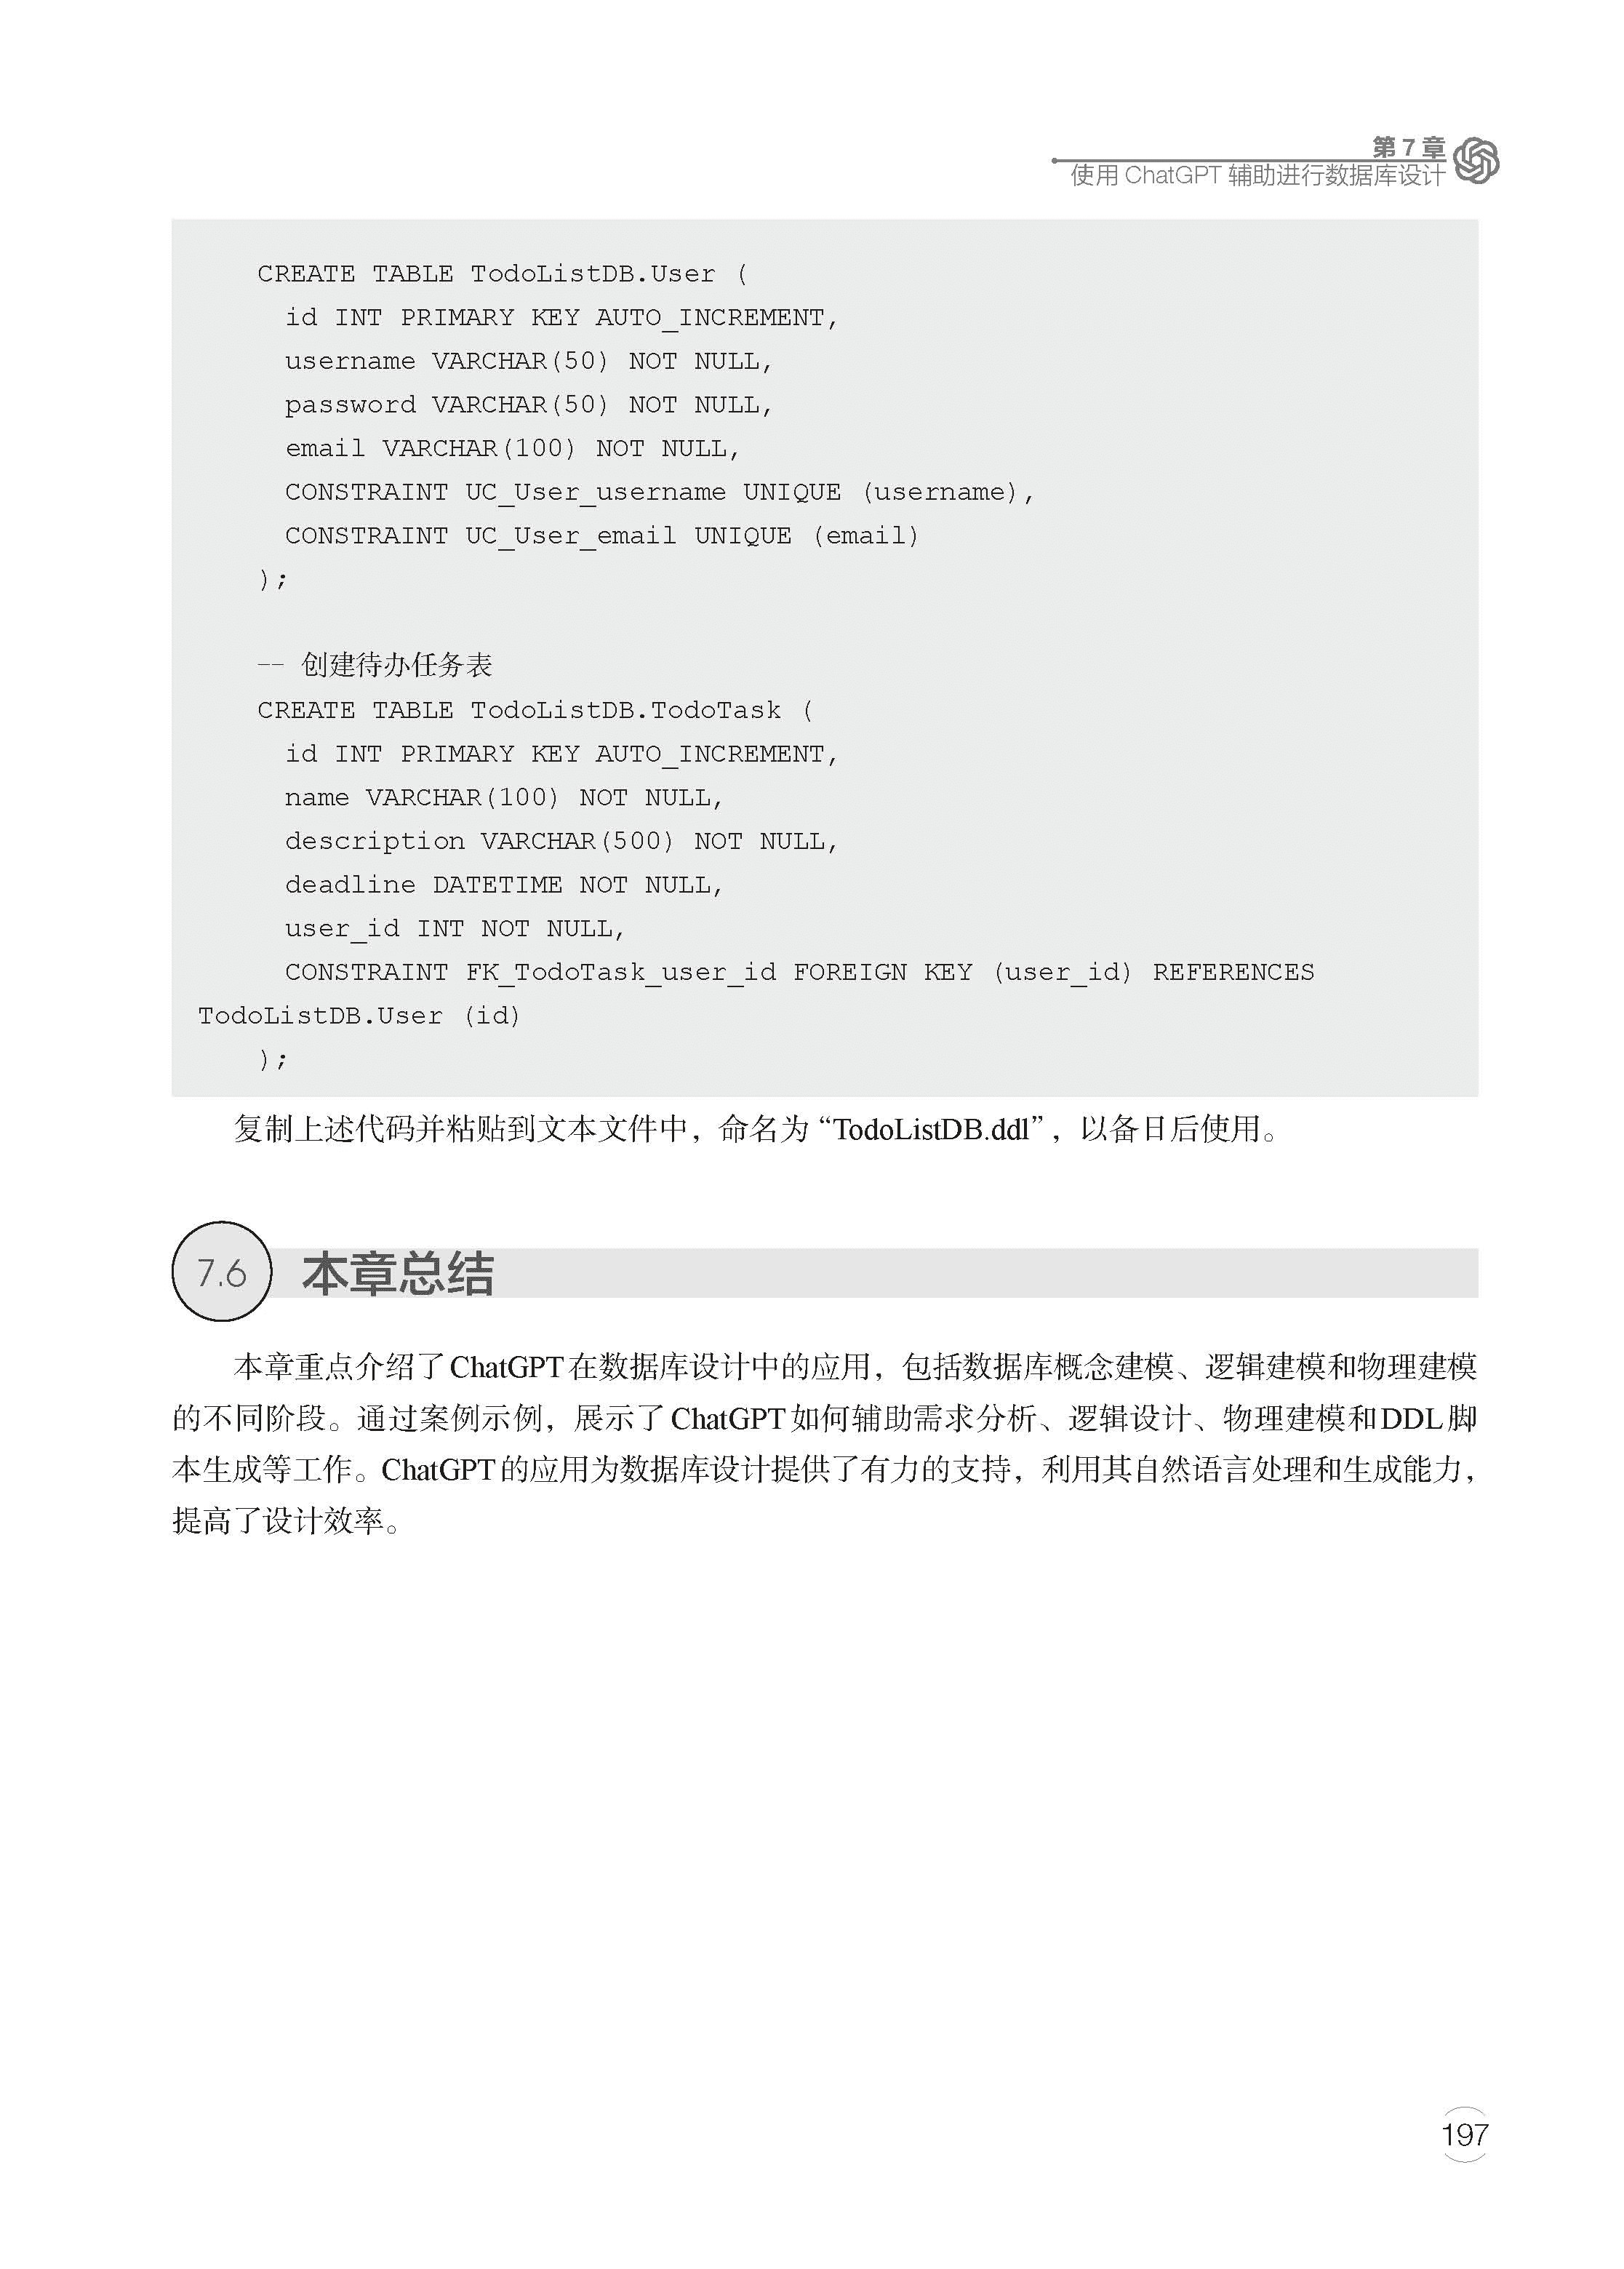 第 7 章
使用 ChatGPT 辅助进行数据库设计
CREATE TABLE TodoListDB.User (
id INT PRIMARY KEY AUTO_INCREMENT,
username VARCHAR(50) NOT NULL,
password VARCHAR(50) NOT NULL,
email VARCHAR(100) NOT NULL,
CONSTRAINT UC_User_username UNIQUE (username),
CONSTRAINT UC_User_email UNIQUE (email)
);
-- 创建待办任务表
CREATE TABLE TodoListDB.TodoTask (
id INT PRIMARY KEY AUTO_INCREMENT,
name VARCHAR(100) NOT NULL,
description VARCHAR(500) NOT NULL,
deadline DATETIME NOT NULL,
user_id INT NOT NULL,
CONSTRAINT FK_TodoTask_user_id FOREIGN KEY (user_id) REFERENCES
TodoListDB.User (id)
);
复制上述代码并粘贴到文本文件中，命名为“TodoListDB.ddl”，以备日后使用。
7.6 本章总结
本章重点介绍了ChatGPT在数据库设计中的应用，包括数据库概念建模、逻辑建模和物理建模
的不同阶段。通过案例示例，展示了ChatGPT如何辅助需求分析、逻辑设计、物理建模和DDL脚
本生成等工作。ChatGPT的应用为数据库设计提供了有力的支持，利用其自然语言处理和生成能力，
提高了设计效率。
197